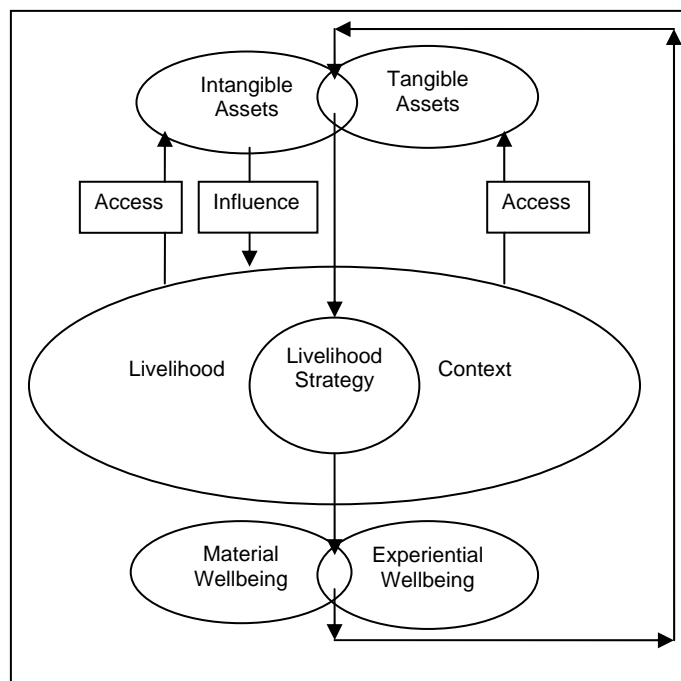 Intangible
Assets
Tangible
Assets
Access
Influence
Access
Livelihood
Livelihood
Strategy
Context
Material
Wellbeing
Experiential
Wellbeing